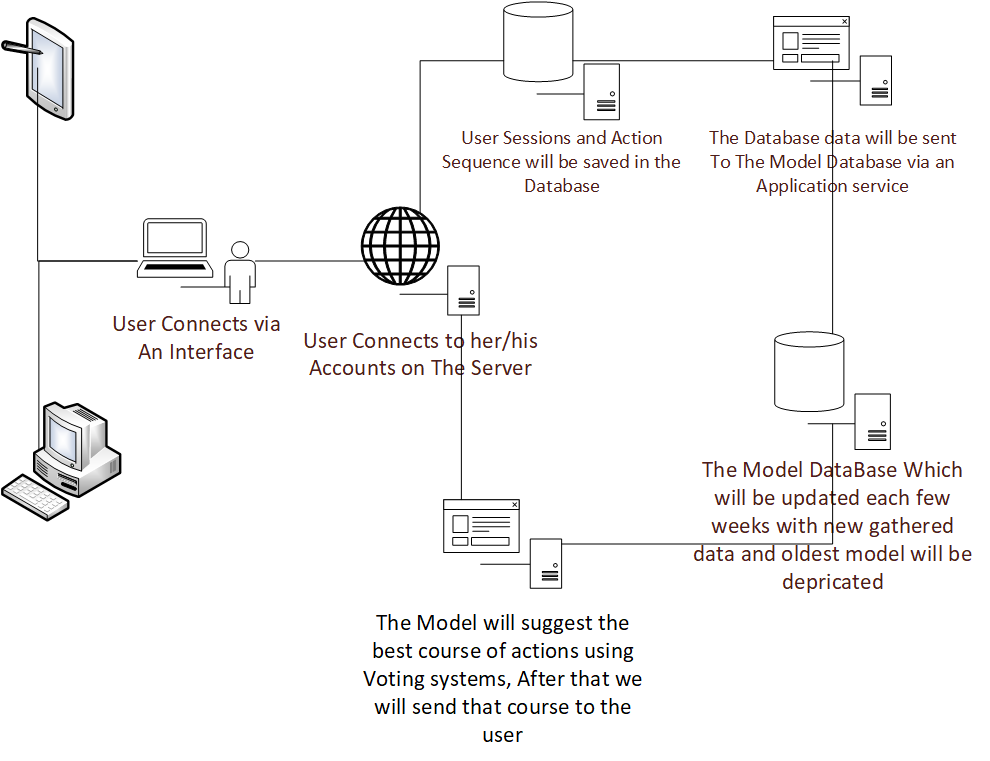 User Sessions and Action
Sequence will be saved in the
Database
The Database data will be sent
To The Model Database via an
Application service
User Connects via
An Interface
User Connects to her/his
Accounts on The Server
The Model DataBase Which
will be updated each few
weeks with new gathered
data and oldest model will be
depricated
The Model will suggest the
best course of actions using
Voting systems, After that we
will send that course to the
user